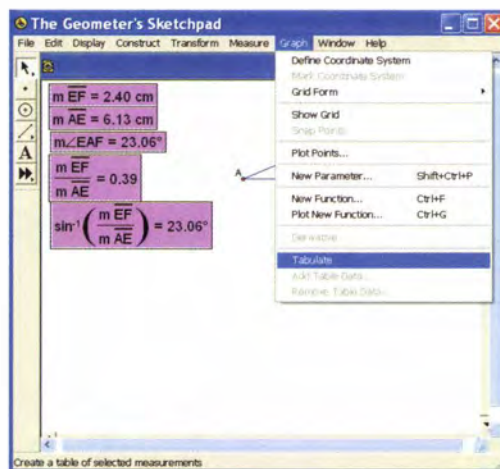 The Geometer's Sketchpad
File Edit Display Construct Transform Measure Graph Window Help
m EF = 2.40 cm
m AE = 6.13 cm
m∠EAF = 23.06°
m EF
m AE
= 0.39
sin⁻¹(m EF / m AE) = 23.06°
A
A
Define Coordinate System
Mark Coordinate System
Grid Form
Show Grid
Snap Points
Plot Points...
New Parameter... Shift+Ctrl+P
New Function... Ctrl+F
Plot New Function... Ctrl+G
Derivative
Tabulate
Add Table Data...
Remove Table Data...
Create a table of selected measurements